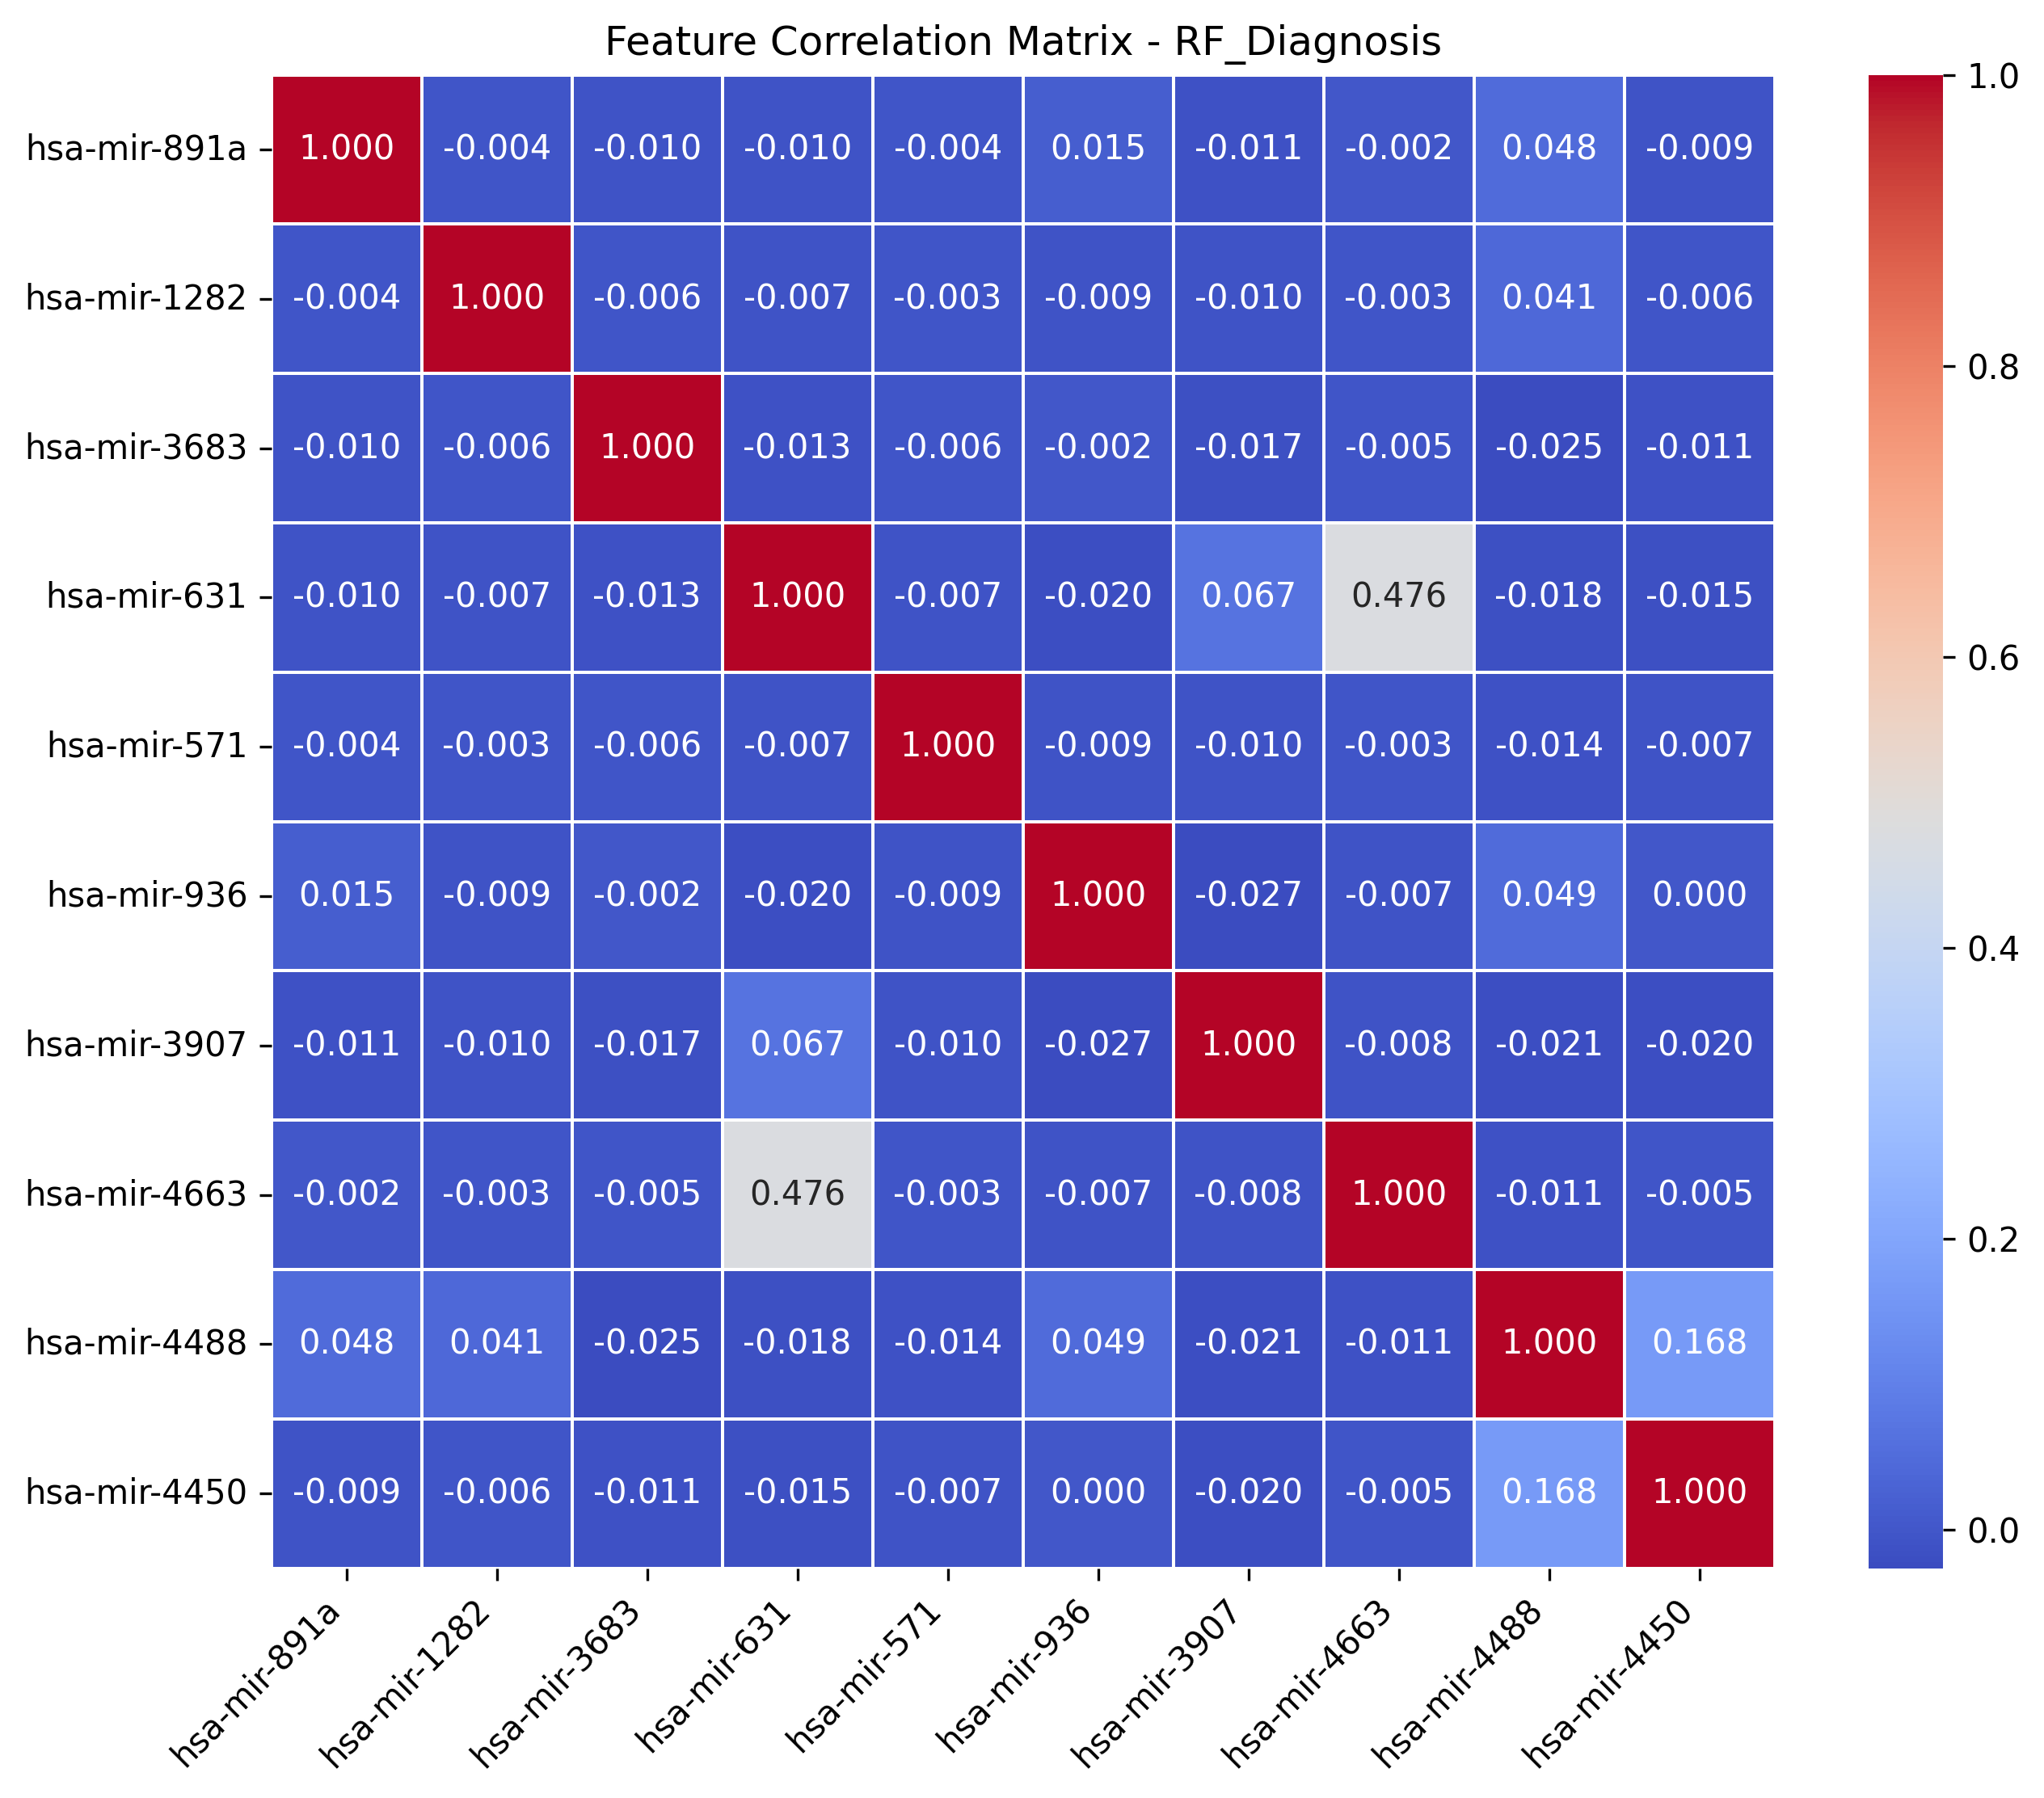 Feature Correlation Matrix - RF_Diagnosis
hsa-mir-891a 1.000 -0.004 -0.010 -0.010 -0.004 0.015 -0.011 -0.002 0.048 -0.009
hsa-mir-1282 -0.004 1.000 -0.006 -0.007 -0.003 -0.009 -0.010 -0.003 0.041 -0.006
hsa-mir-3683 -0.010 -0.006 1.000 -0.013 -0.006 -0.002 -0.017 -0.005 -0.025 -0.011
hsa-mir-631 -0.010 -0.007 -0.013 1.000 -0.007 -0.020 0.067 0.476 -0.018 -0.015
hsa-mir-571 -0.004 -0.003 -0.006 -0.007 1.000 -0.009 -0.010 -0.003 -0.014 -0.007
hsa-mir-936 0.015 -0.009 -0.002 -0.020 -0.009 1.000 -0.027 -0.007 0.049 0.000
hsa-mir-3907 -0.011 -0.010 -0.017 0.067 -0.010 -0.027 1.000 -0.008 -0.021 -0.020
hsa-mir-4663 -0.002 -0.003 -0.005 0.476 -0.003 -0.007 -0.008 1.000 -0.011 -0.005
hsa-mir-4488 0.048 0.041 -0.025 -0.018 -0.014 0.049 -0.021 -0.011 1.000 0.168
hsa-mir-4450 -0.009 -0.006 -0.011 -0.015 -0.007 0.000 -0.020 -0.005 0.168 1.000
hsa-mir-891a
hsa-mir-1282
hsa-mir-3683
hsa-mir-631
hsa-mir-571
hsa-mir-936
hsa-mir-3907
hsa-mir-4663
hsa-mir-4488
hsa-mir-4450
1.0
0.8
0.6
0.4
0.2
0.0